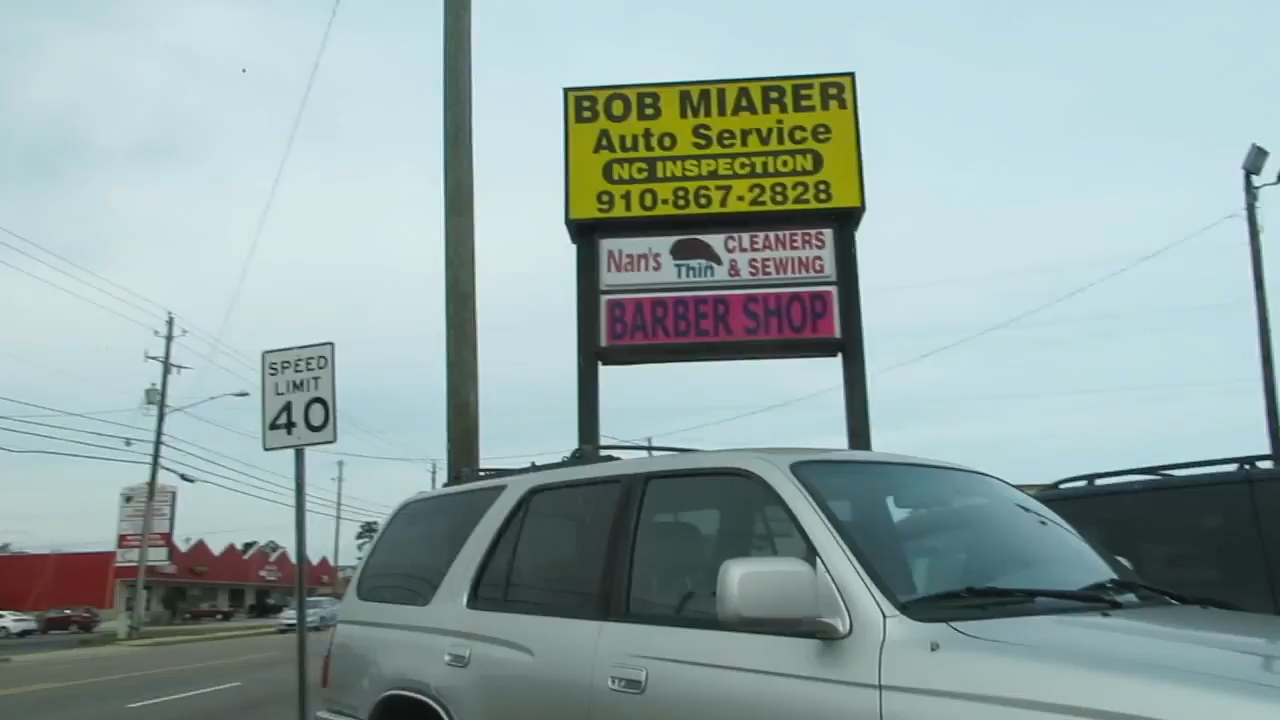 BOB MIARER
Auto Service
NC INSPECTION
910-867-2828
Nan's Thin CLEANERS
& SEWING
BARBER SHOP
SPEED
LIMIT
40